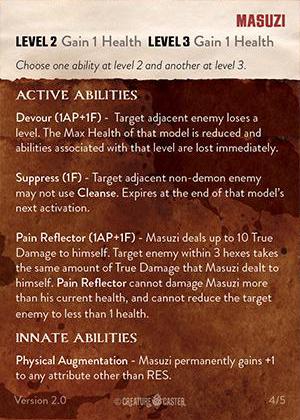 MASUZI
LEVEL 2 Gain 1 Health LEVEL 3 Gain 1 Health
Choose one ability at level 2 and another at level 3.
ACTIVE ABILITIES
Devour (1AP+1F) - Target adjacent enemy loses a
level. The Max Health of that model is reduced and
abilities associated with that level are lost immediately.
Suppress (1F) - Target adjacent non-demon enemy
may not use Cleanse. Expires at the end of that model's
next activation.
Pain Reflector (1AP+1F) - Masuzi deals up to 10 True
Damage to himself. Target enemy within 3 hexes takes
the same amount of True Damage that Masuzi dealt to
himself. Pain Reflector cannot damage Masuzi more
than his current health, and cannot reduce the target
enemy to less than 1 health.
INNATE ABILITIES
Physical Augmentation - Masuzi permanently gains +1
to any attribute other than RES.
Version 2.0 © CREATURE CASTER 4/5